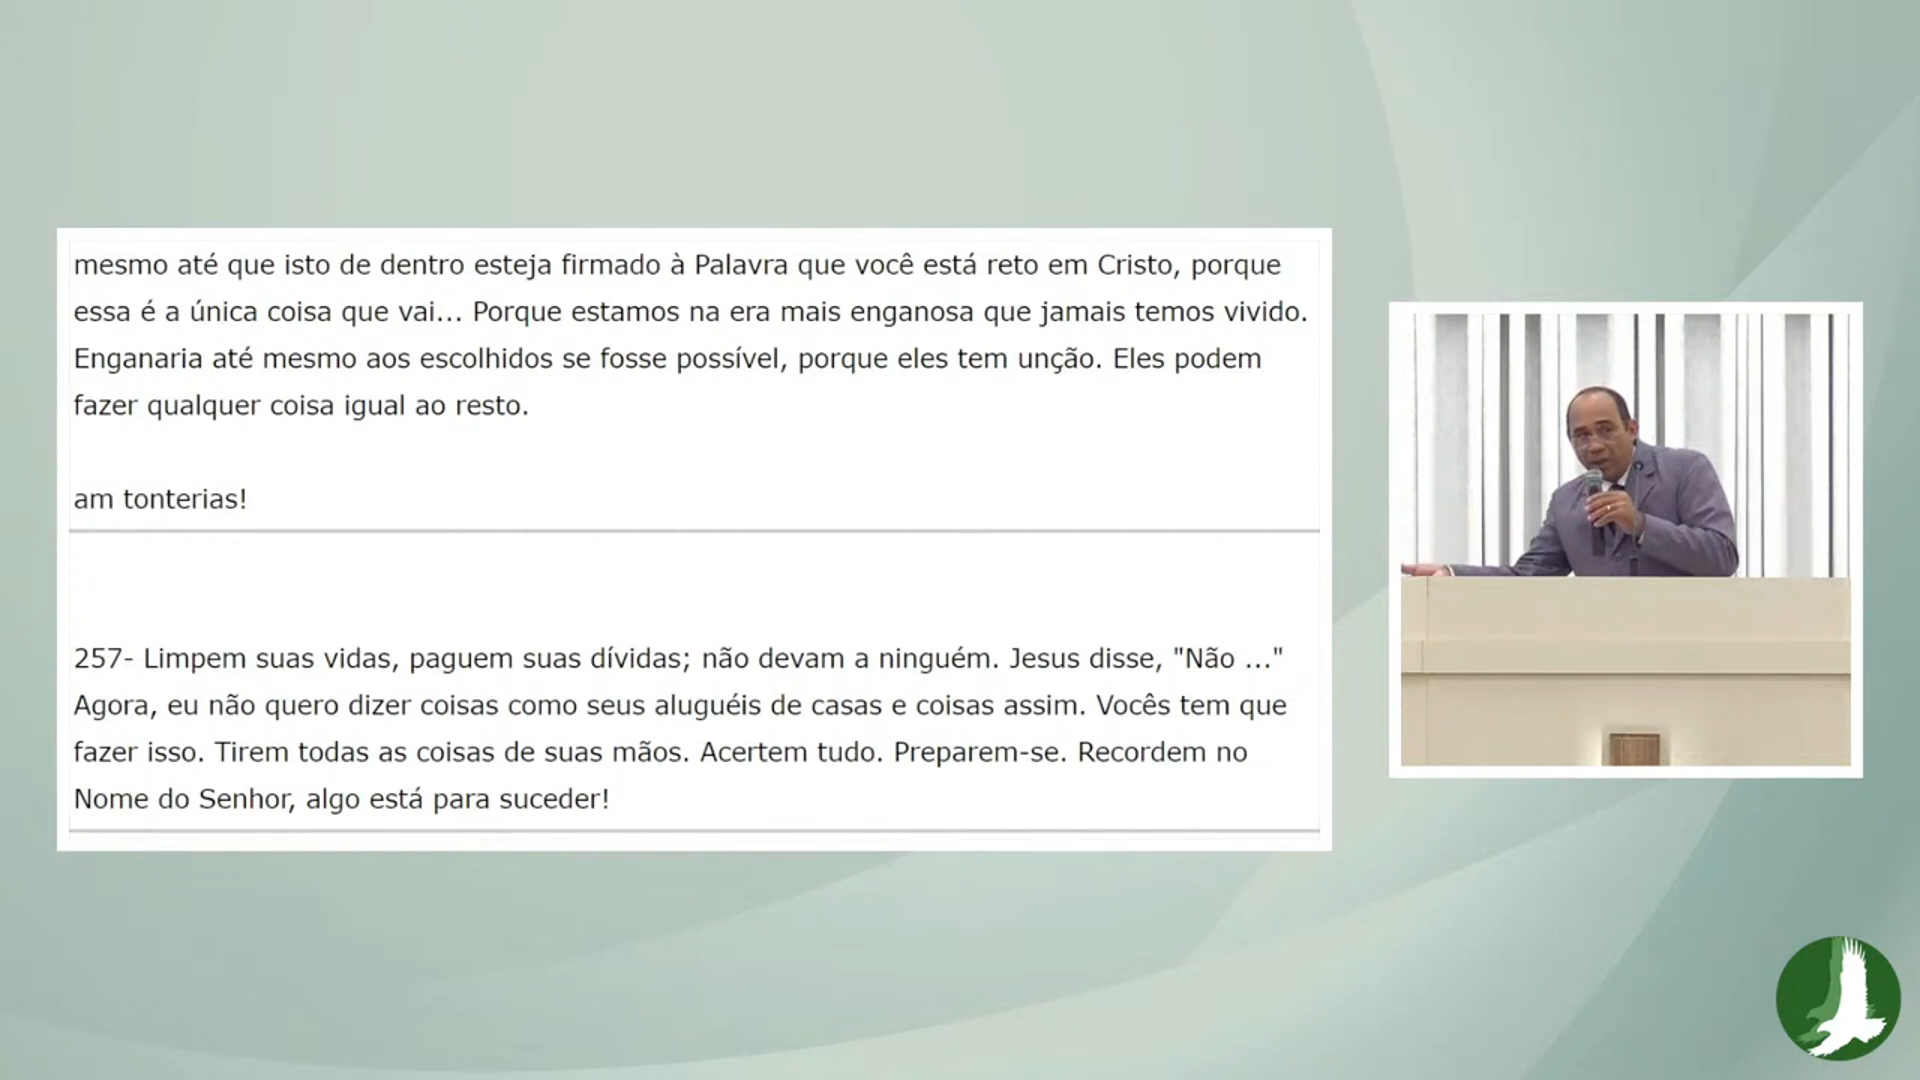 mesmo até que isto de dentro esteja firmado à Palavra que você está reto em Cristo, porque
essa é a única coisa que vai... Porque estamos na era mais enganosa que jamais temos vivido.
Enganaria até mesmo aos escolhidos se fosse possível, porque eles tem unção. Eles podem
fazer qualquer coisa igual ao resto.
am tonterias!
257- Limpem suas vidas, paguem suas dívidas; não devam a ninguém. Jesus disse, "Não ..."
Agora, eu não quero dizer coisas como seus aluguéis de casas e coisas assim. Vocês tem que
fazer isso. Tirem todas as coisas de suas mãos. Acertem tudo. Preparem-se. Recordem no
Nome do Senhor, algo está para suceder!